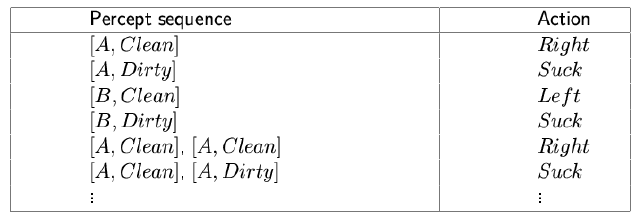 Percept sequence Action
[A, Clean] Right
[A, Dirty] Suck
[B, Clean] Left
[B, Dirty] Suck
[A, Clean], [A, Clean] Right
[A, Clean], [A, Dirty] Suck
⋮ ⋮